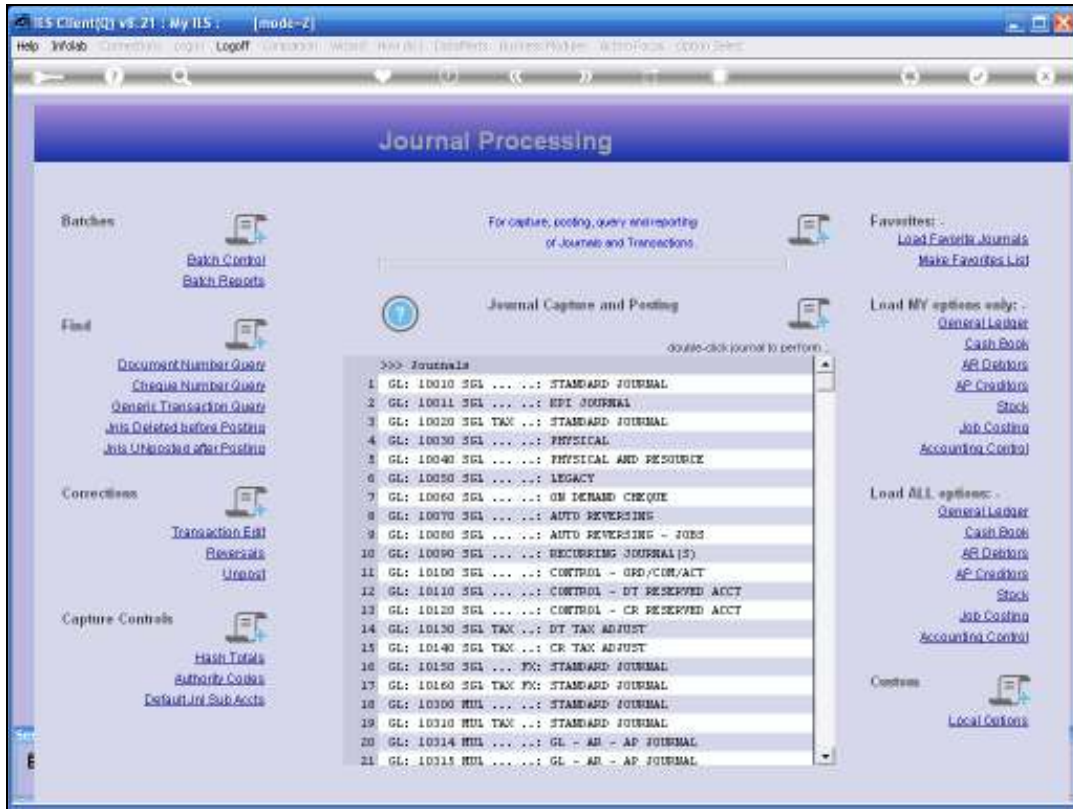 IES Client(Q) v8.21 : My IES : [mode=2]
Help Infolab Connections Logon Logoff Companion Wizard How do I DataPerts Business Modules Option Select
Journal Processing
Batches
Batch Control
Batch Reports
Find
Document Number Query
Cheque Number Query
Generic Transaction Query
Jnls Deleted before Posting
Jnls UNposted after Posting
Corrections
Transaction Edit
Reversals
Unpost
Capture Controls
Hash Totals
Authority Codes
Default Jnl Sub Accts
For capture, posting, query and reporting
of Journals and Transactions.
?
Journal Capture and Posting
double-click journal to perform
>>> Journals
1 GL: 10010 SGL ... ..: STANDARD JOURNAL
2 GL: 10011 SGL ... ..: KPI JOURNAL
3 GL: 10020 SGL TAX ..: STANDARD JOURNAL
4 GL: 10030 SGL ... ..: PHYSICAL
5 GL: 10040 SGL ... ..: PHYSICAL AND RESOURCE
6 GL: 10050 SGL ... ..: LEGACY
7 GL: 10060 SGL ... ..: ON DEMAND CHEQUE
8 GL: 10070 SGL ... ..: AUTO REVERSING
9 GL: 10080 SGL ... ..: AUTO REVERSING - JOBS
10 GL: 10090 SGL ... ..: RECURRING JOURNAL(S)
11 GL: 10100 SGL ... ..: CONTROL - ORD/COM/ACT
12 GL: 10110 SGL ... ..: CONTROL - DT RESERVED ACCT
13 GL: 10120 SGL ... ..: CONTROL - CR RESERVED ACCT
14 GL: 10130 SGL TAX ..: DT TAX ADJUST
15 GL: 10140 SGL TAX ..: CR TAX ADJUST
16 GL: 10150 SGL ... FX: STANDARD JOURNAL
17 GL: 10160 SGL TAX FX: STANDARD JOURNAL
18 GL: 10300 MUL ... ..: STANDARD JOURNAL
19 GL: 10310 MUL TAX ..: STANDARD JOURNAL
20 GL: 10314 MUL ... ..: GL - AR - AP JOURNAL
21 GL: 10315 MUL ... ..: GL - AR - AP JOURNAL
Favorites: -
Load Favorite Journals
Make Favorites List
Load MY options only: -
General Ledger
Cash Book
AR Debtors
AP Creditors
Stock
Job Costing
Accounting Control
Load ALL options: -
General Ledger
Cash Book
AR Debtors
AP Creditors
Stock
Job Costing
Accounting Control
Custom
Local Options